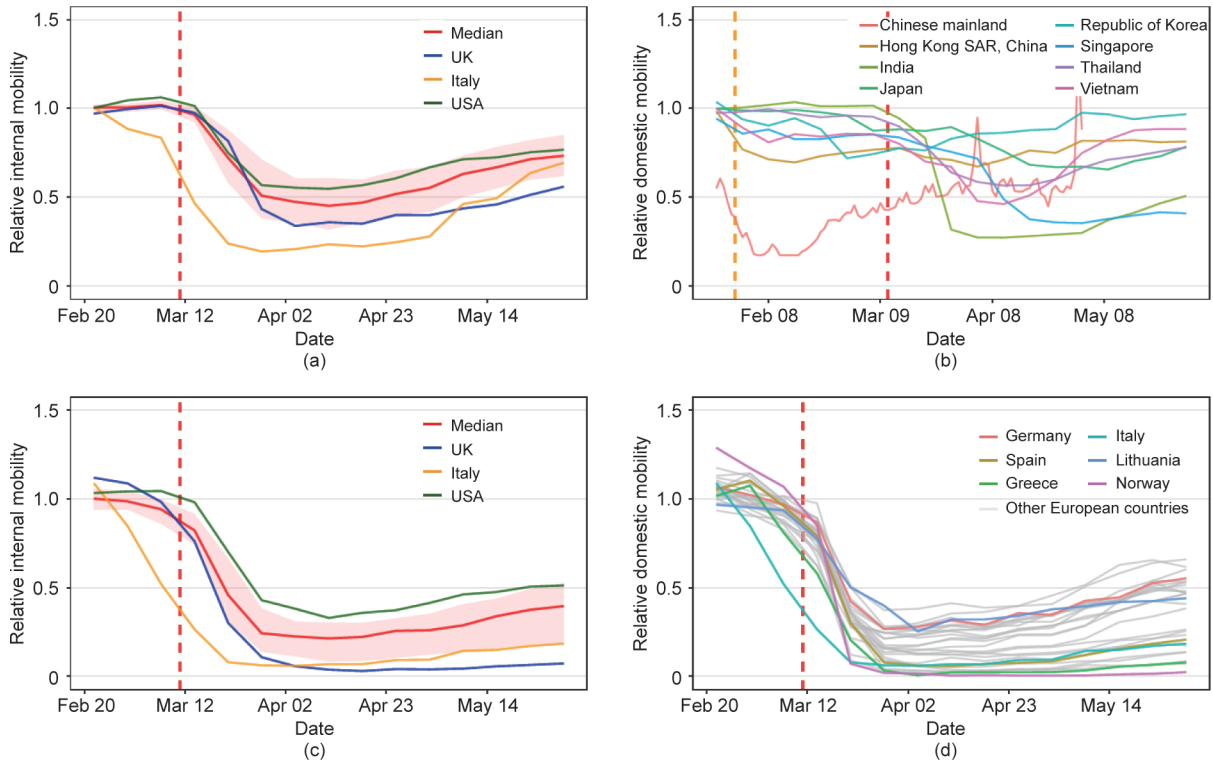 1.5
1.0
0.5
0
Relative internal mobility
Median
UK
Italy
USA
Feb 20
Mar 12
Apr 02
Apr 23
May 14
Date
(a)
1.5
1.0
0.5
0
Relative domestic mobility
Chinese mainland
Hong Kong SAR, China
India
Japan
Republic of Korea
Singapore
Thailand
Vietnam
Feb 08
Mar 09
Apr 08
May 08
Date
(b)
1.5
1.0
0.5
0
Relative internal mobility
Median
UK
Italy
USA
Feb 20
Mar 12
Apr 02
Apr 23
May 14
Date
(c)
1.5
1.0
0.5
0
Relative domestic mobility
Germany
Spain
Greece
Italy
Lithuania
Norway
Other European countries
Feb 20
Mar 12
Apr 02
Apr 23
May 14
Date
(d)